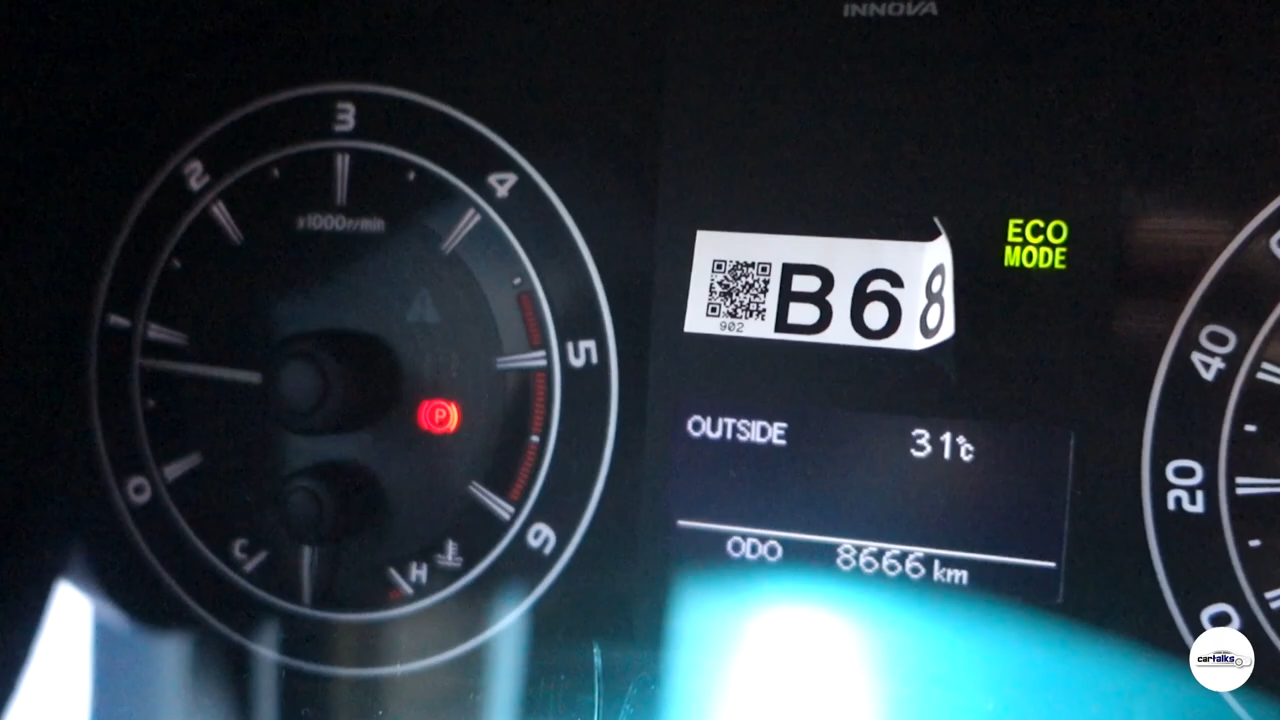 INNOVA
3
2
4
x1000r/min
5
0
6
C
H
P
902
B68
ECO
MODE
OUTSIDE 31°C
ODO 8666 km
40
20
0
cartalks